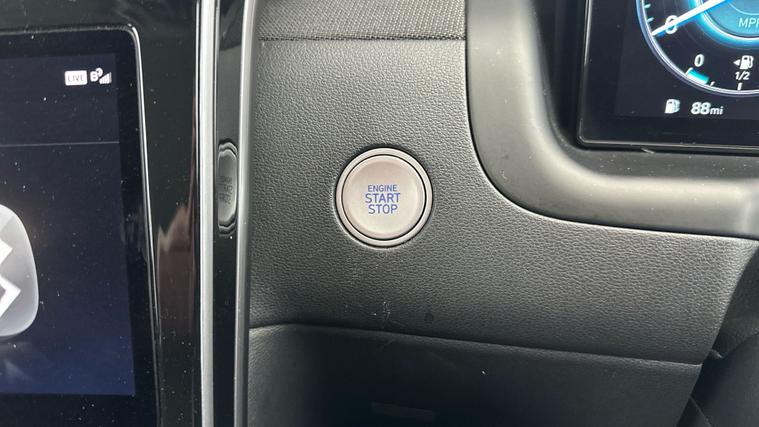 LIVE
MPH
0
1/2
88mi
ENGINE
START
STOP